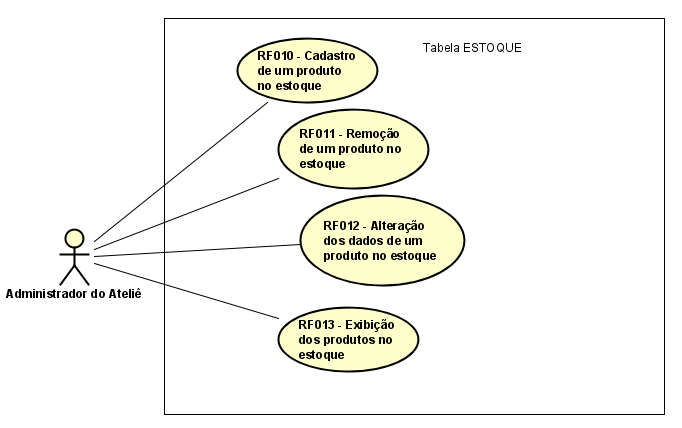 Tabela ESTOQUE
RF010 - Cadastro
de um produto
no estoque
RF011 - Remoção
de um produto no
estoque
RF012 - Alteração
dos dados de um
produto no estoque
Administrador do Ateliê
RF013 - Exibição
dos produtos no
estoque